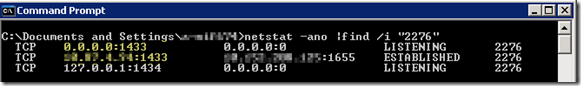 Command Prompt
C:\Documents and Settings\ >netstat -ano |find /i "2276"
TCP 0.0.0.0:1433 0.0.0.0:0 LISTENING 2276
TCP :1433 :1655 ESTABLISHED 2276
TCP 127.0.0.1:1434 0.0.0.0:0 LISTENING 2276